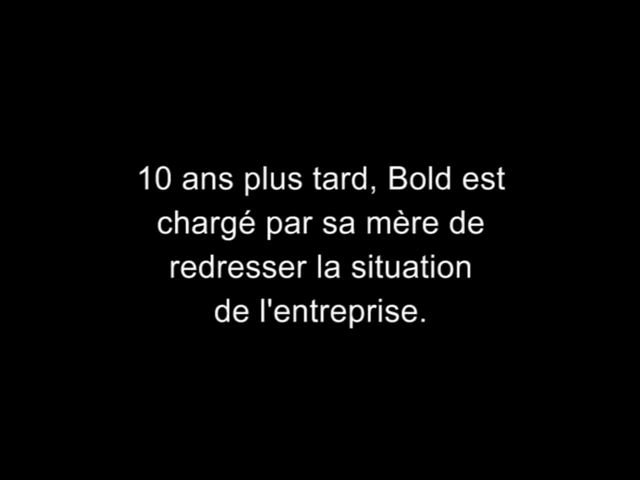 10 ans plus tard, Bold est
chargé par sa mère de
redresser la situation
de l'entreprise.